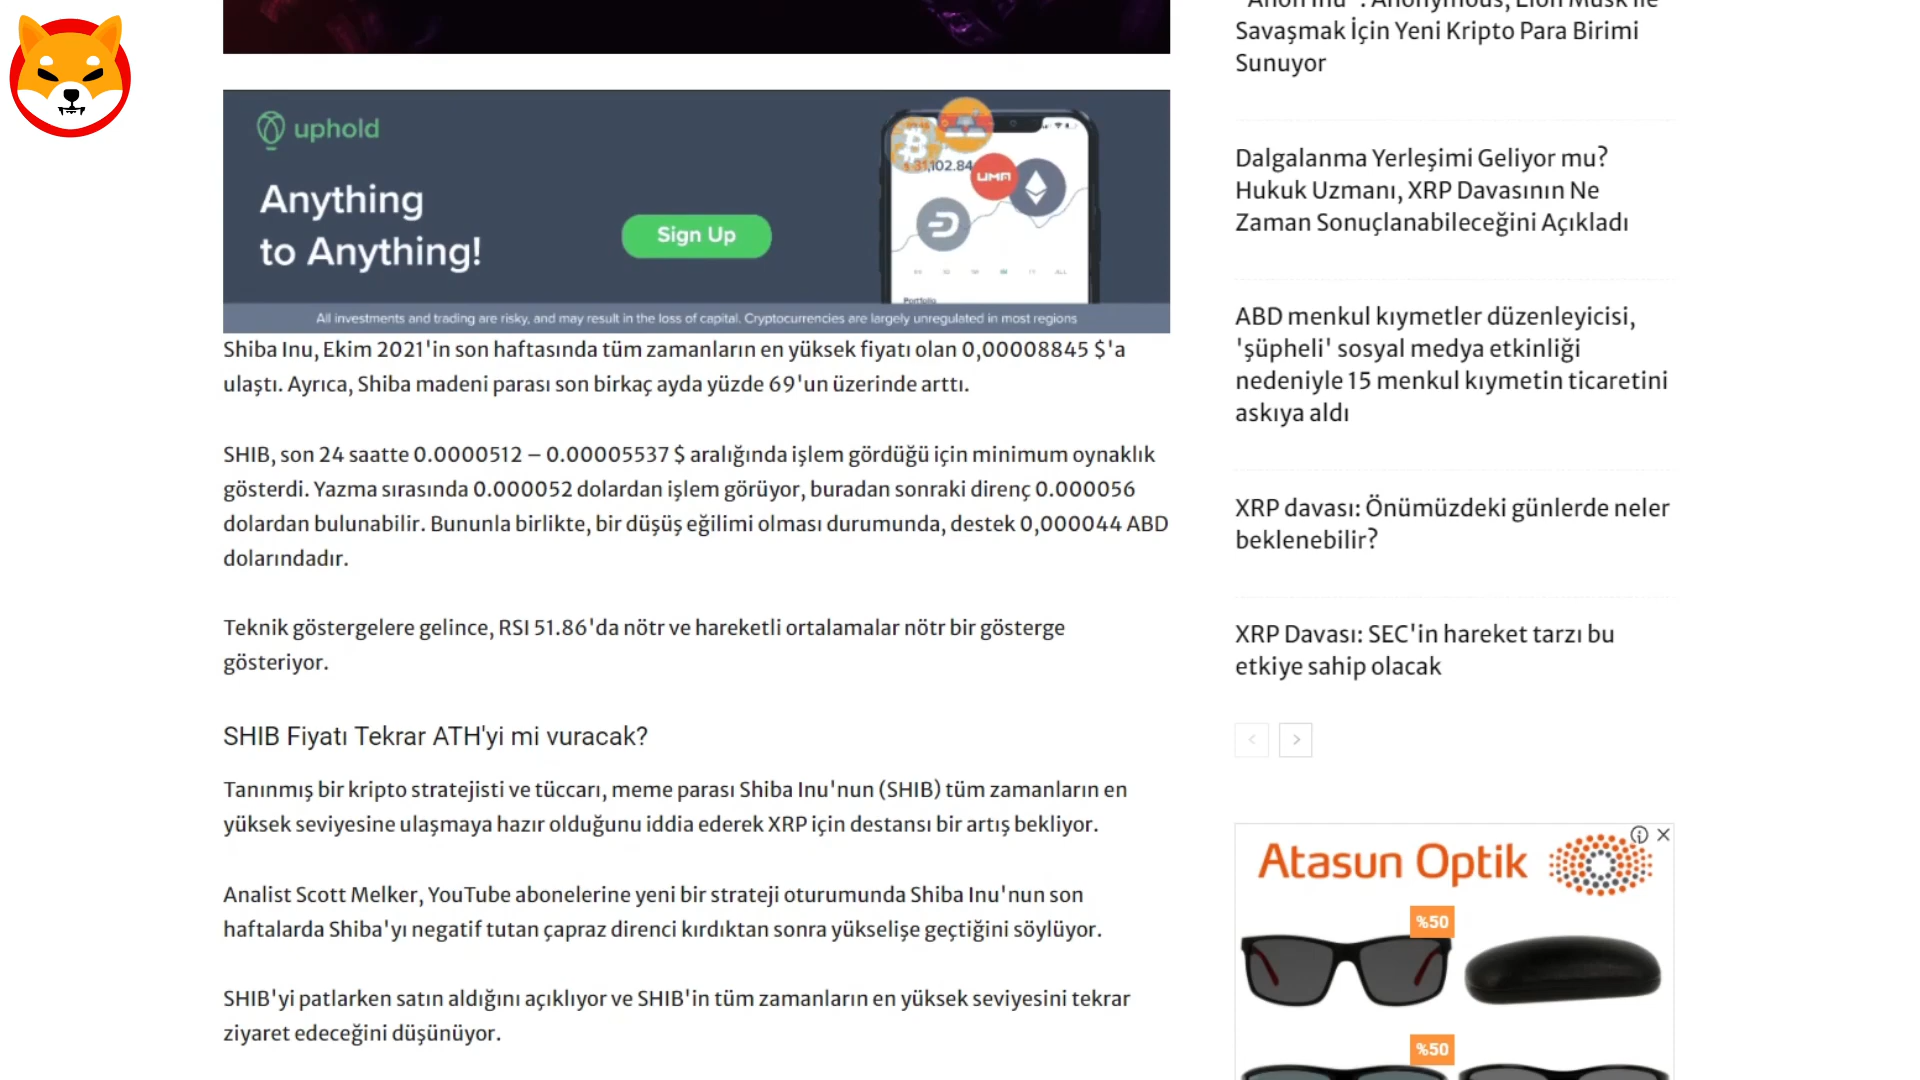 uphold
Anything
to Anything!
Sign Up
31,102.84
UMA
Portfolio
All investments and trading are risky, and may result in the loss of capital. Cryptocurrencies are largely unregulated in most regions
Shiba Inu, Ekim 2021'in son haftasında tüm zamanların en yüksek fiyatı olan 0,00008845 $'a
ulaştı. Ayrıca, Shiba madeni parası son birkaç ayda yüzde 69'un üzerinde arttı.
SHIB, son 24 saatte 0.0000512 – 0.00005537 $ aralığında işlem gördüğü için minimum oynaklık
gösterdi. Yazma sırasında 0.000052 dolardan işlem görüyor, buradan sonraki direnç 0.000056
dolardan bulunabilir. Bununla birlikte, bir düşüş eğilimi olması durumunda, destek 0,000044 ABD
dolarındadır.
Teknik göstergelere gelince, RSI 51.86'da nötr ve hareketli ortalamalar nötr bir gösterge
gösteriyor.
SHIB Fiyatı Tekrar ATH'yi mi vuracak?
Tanınmış bir kripto stratejisti ve tüccarı, meme parası Shiba Inu'nun (SHIB) tüm zamanların en
yüksek seviyesine ulaşmaya hazır olduğunu iddia ederek XRP için destansı bir artış bekliyor.
Analist Scott Melker, YouTube abonelerine yeni bir strateji oturumunda Shiba Inu'nun son
haftalarda Shiba'yı negatif tutan çapraz direnci kırdıktan sonra yükselişe geçtiğini söylüyor.
SHIB'yi patlarken satın aldığını açıklıyor ve SHIB'in tüm zamanların en yüksek seviyesini tekrar
ziyaret edeceğini düşünüyor.
"Anon Inu": Anonymous, Elon Musk ile
Savaşmak İçin Yeni Kripto Para Birimi
Sunuyor
Dalgalanma Yerleşimi Geliyor mu?
Hukuk Uzmanı, XRP Davasının Ne
Zaman Sonuçlanabileceğini Açıkladı
ABD menkul kıymetler düzenleyicisi,
'şüpheli' sosyal medya etkinliği
nedeniyle 15 menkul kıymetin ticaretini
askıya aldı
XRP davası: Önümüzdeki günlerde neler
beklenebilir?
XRP Davası: SEC'in hareket tarzı bu
etkiye sahip olacak
Atasun Optik
%50
%50